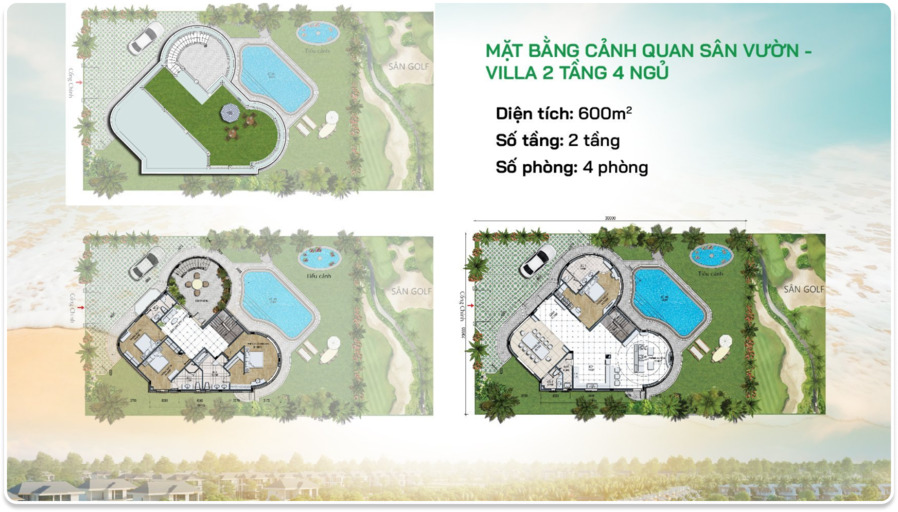 MẶT BẰNG CẢNH QUAN SÂN VƯỜN -
VILLA 2 TẦNG 4 NGỦ
Diện tích: 600m²
Số tầng: 2 tầng
Số phòng: 4 phòng
Tiểu cảnh
SÂN GOLF
Cổng Chính
Tiểu cảnh
SÂN GOLF
Cổng Chính
30000
Tiểu cảnh
SÂN GOLF
Cổng Chính